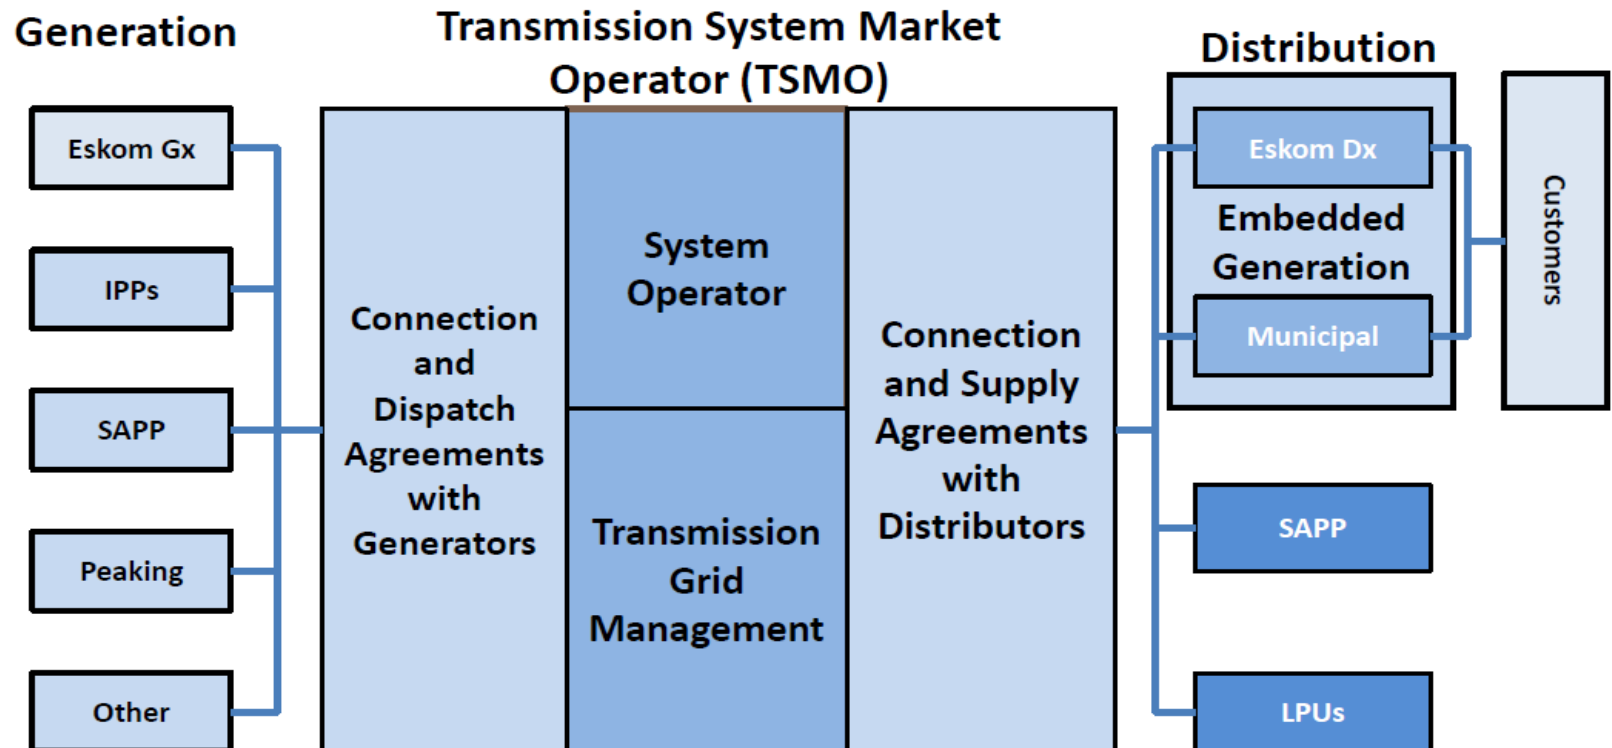 Generation
Transmission System Market
Operator (TSMO)
Distribution
Eskom Gx
IPPs
SAPP
Peaking
Other
Connection
and
Dispatch
Agreements
with
Generators
System
Operator
Transmission
Grid
Management
Connection
and Supply
Agreements
with
Distributors
Eskom Dx
Embedded
Generation
Municipal
SAPP
LPUs
Customers